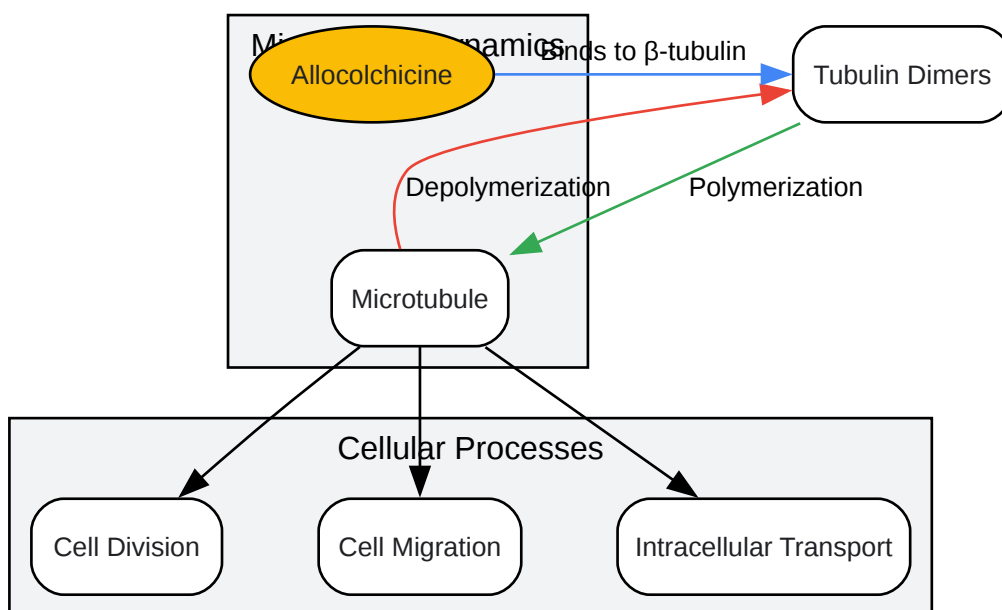 Allocolchicine
Binds to β-tubulin
Tubulin Dimers
Depolymerization
Polymerization
Microtubule
Cellular Processes
Cell Division
Cell Migration
Intracellular Transport